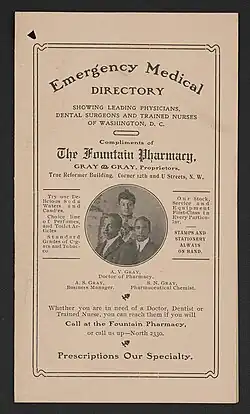 Emergency Medical
DIRECTORY
SHOWING LEADING PHYSICIANS,
DENTAL SURGEONS AND TRAINED NURSES
OF WASHINGTON, D. C.
Compliments of
The Fountain Pharmacy,
GRAY & GRAY, Proprietors,
True Reformer Building, Corner 12th and U Streets, N. W.
Try our De-
licious Soda
Waters and
Candies.
Choice line
of Perfumes,
and Toilet Ar-
ticles
Standard
Grades of Cig-
ars and Tobac-
co
Our Stock,
Service and
Equipment
First-Class in
Every Partic-
ular.
STAMPS AND
STATIONERY
ALWAYS
ON HAND.
A. V. GRAY,
Doctor of Pharmacy.
A. S. GRAY,
Business Manager.
S. N. GRAY,
Pharmaceutical Chemist.
Whether you are in need of a Doctor, Dentist or
Trained Nurse, you can reach them if you will
Call at the Fountain Pharmacy,
or call us up—North 2330.
Prescriptions Our Specialty.